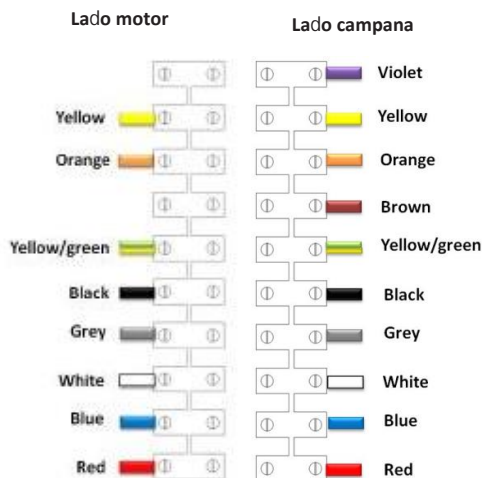 Lado motor
Lado campana
Violet
Yellow
Yellow
Orange
Orange
Brown
Yellow/green
Yellow/green
Black
Black
Grey
Grey
White
White
Blue
Blue
Red
Red